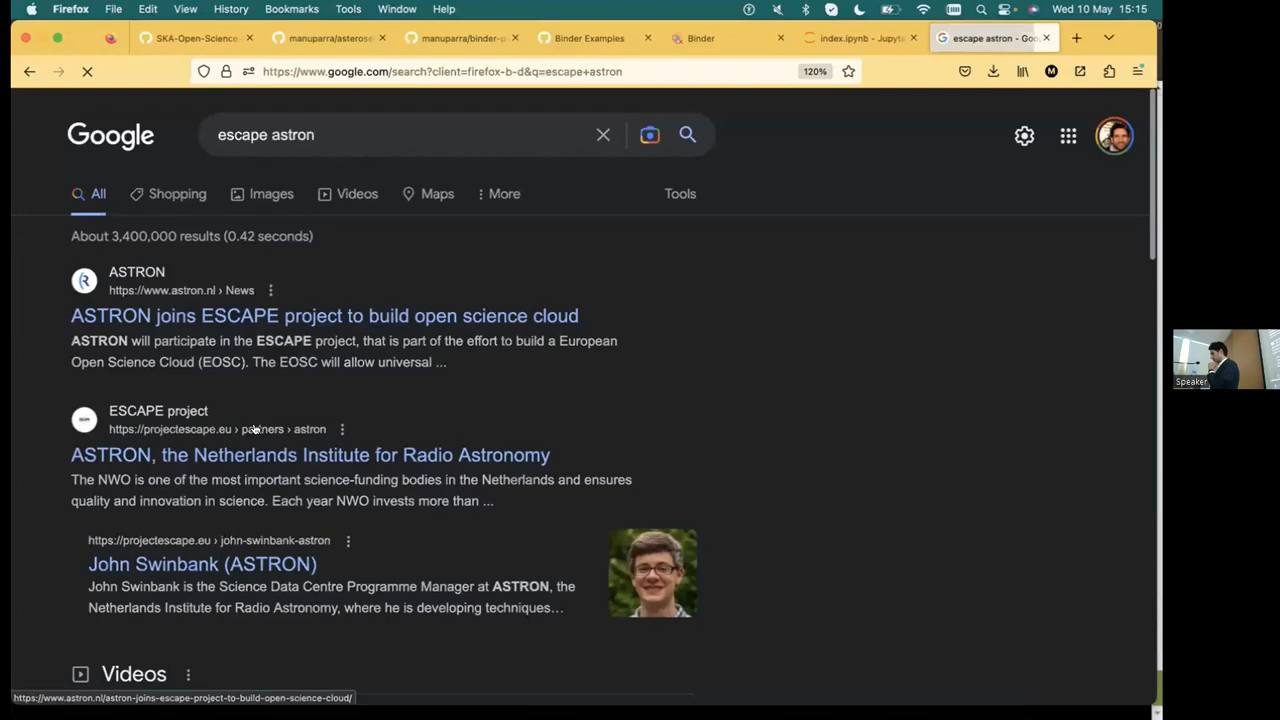 Firefox File Edit View History Bookmarks Tools Window Help Wed 10 May 15:15
SKA-Open-Science- manuparra/asterose manuparra/binder-p Binder Examples Binder index.ipynb - Jupyt escape astron - Goo
https://www.google.com/search?client=firefox-b-d&q=escape+astron 120% M
Google escape astron
All Shopping Images Videos Maps More Tools
About 3,400,000 results (0.42 seconds)
ASTRON
https://www.astron.nl › News
ASTRON joins ESCAPE project to build open science cloud
ASTRON will participate in the ESCAPE project, that is part of the effort to build a European
Open Science Cloud (EOSC). The EOSC will allow universal ...
ESCAPE project
https://projectescape.eu › partners › astron
ASTRON, the Netherlands Institute for Radio Astronomy
The NWO is one of the most important science-funding bodies in the Netherlands and ensures
quality and innovation in science. Each year NWO invests more than ...
https://projectescape.eu › john-swinbank-astron
John Swinbank (ASTRON)
John Swinbank is the Science Data Centre Programme Manager at ASTRON, the
Netherlands Institute for Radio Astronomy, where he is developing techniques...
Videos
https://www.astron.nl/astron-joins-escape-project-to-build-open-science-cloud/
Speaker